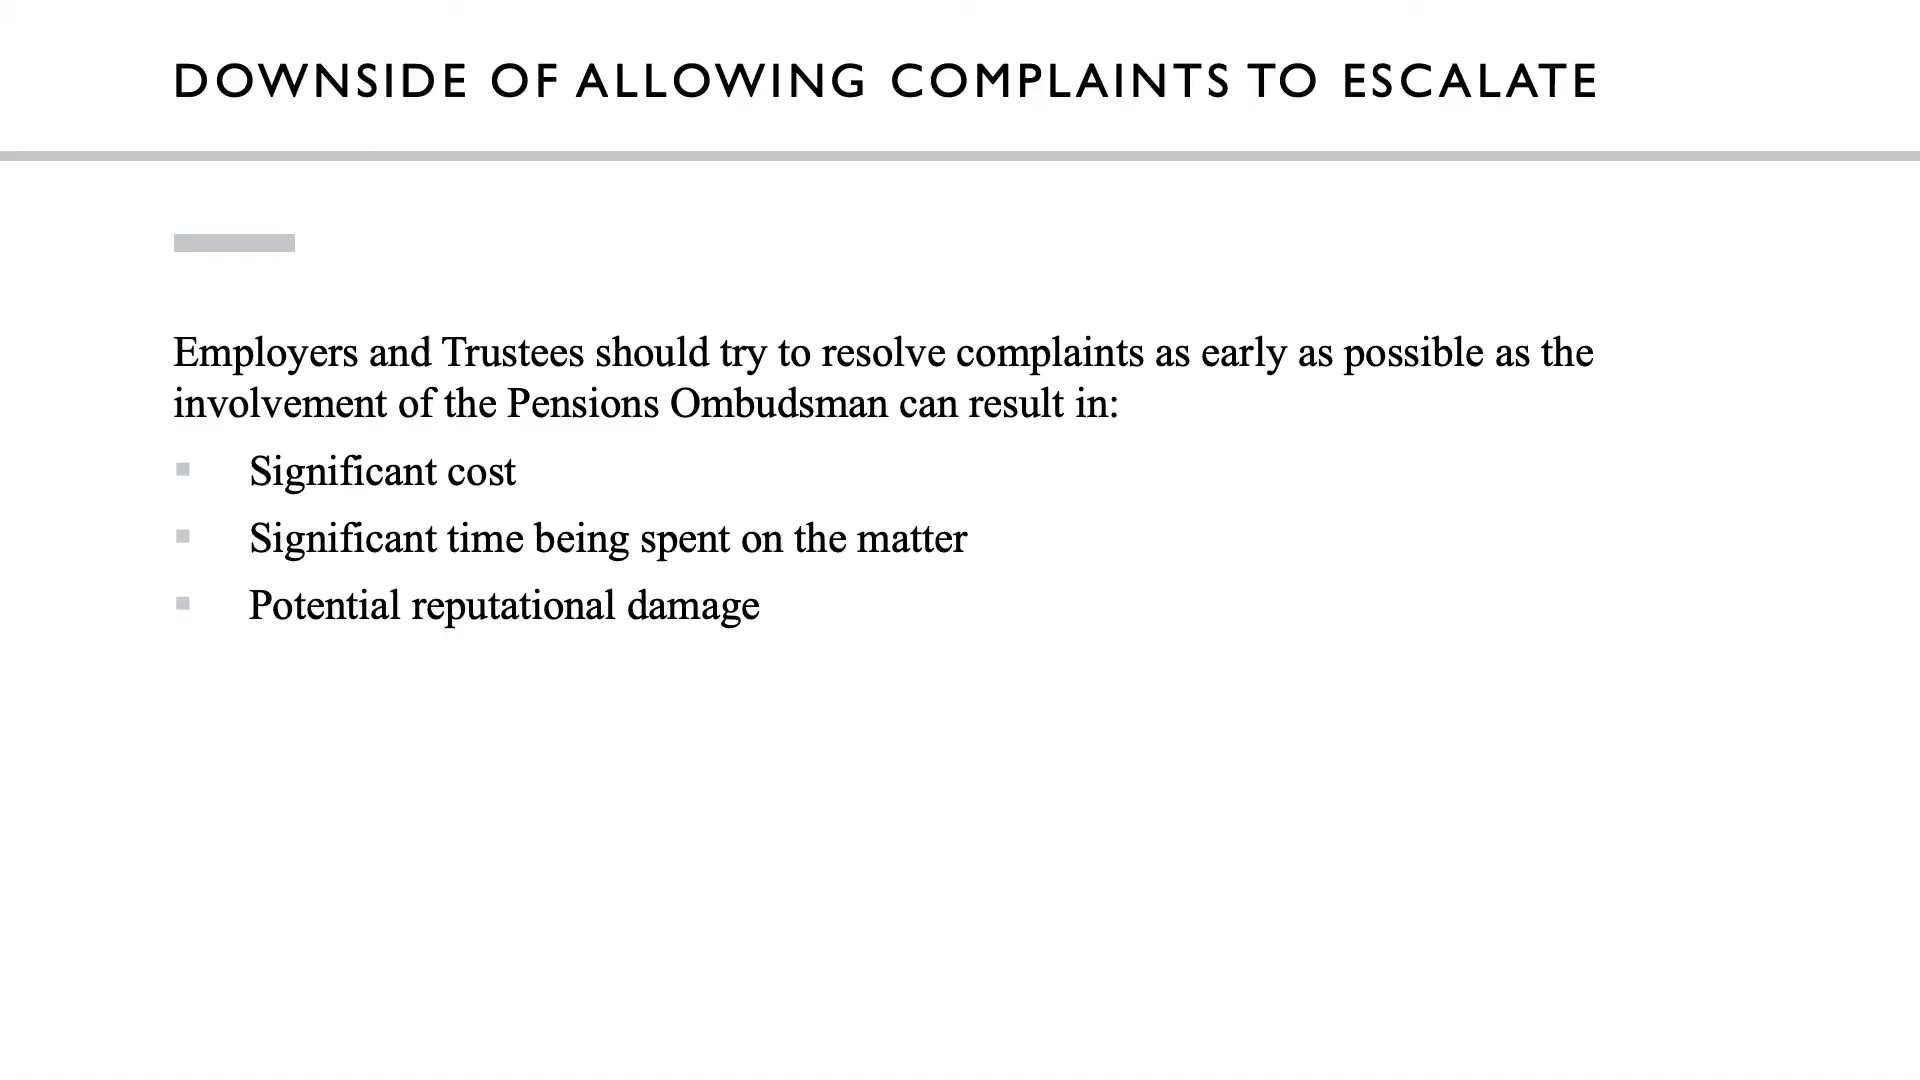 DOWNSIDE OF ALLOWING COMPLAINTS TO ESCALATE
Employers and Trustees should try to resolve complaints as early as possible as the
involvement of the Pensions Ombudsman can result in:
Significant cost
Significant time being spent on the matter
Potential reputational damage